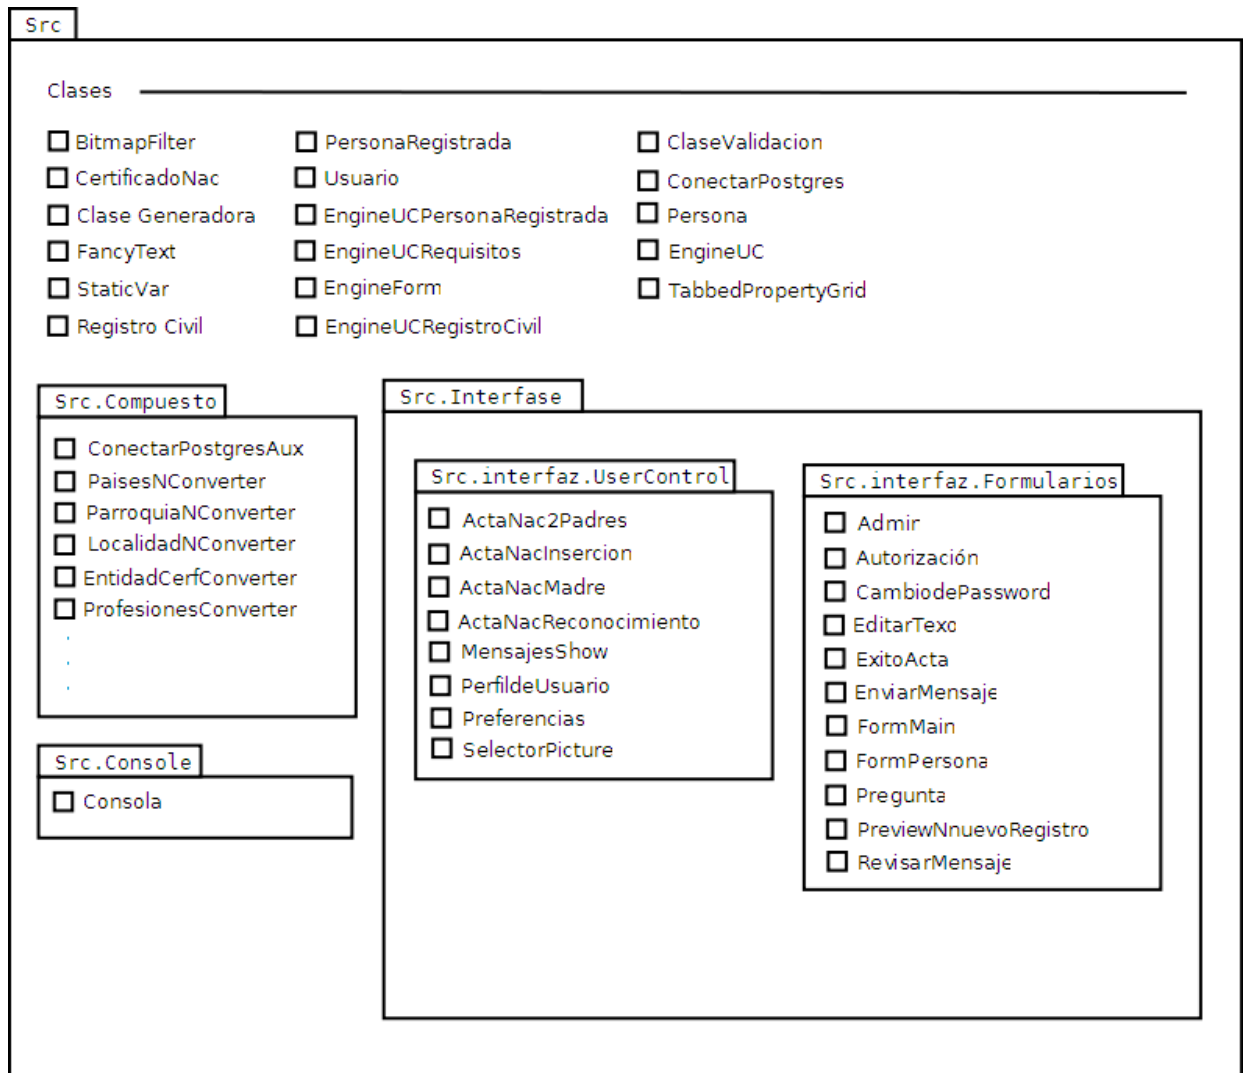 Src
Clases
BitmapFilter
CertificadoNac
Clase Generadora
FancyText
StaticVar
Registro Civil
PersonaRegistrada
Usuario
EngineUCPersonaRegistrada
EngineUCRequisitos
EngineForm
EngineUCRegistroCivil
ClaseValidacion
ConectarPostgres
Persona
EngineUC
TabbedPropertyGrid
Src.Compuesto
ConectarPostgresAux
PaisesNConverter
ParroquiaNConverter
LocalidadNConverter
EntidadCerfConverter
ProfesionesConverter
.
.
.
Src.Console
Consola
Src.Interfase
Src.interfaz.UserControl
ActaNac2Padres
ActaNacInsercion
ActaNacMadre
ActaNacReconocimiento
MensajesShow
PerfildeUsuario
Preferencias
SelectorPicture
Src.interfaz.Formularios
Admir
Autorización
CambiodePassword
EditarTexo
ExitoActa
EnviarMensaje
FormMain
FormPersona
Pregunta
PreviewNnuevoRegistro
RevisarMensaje